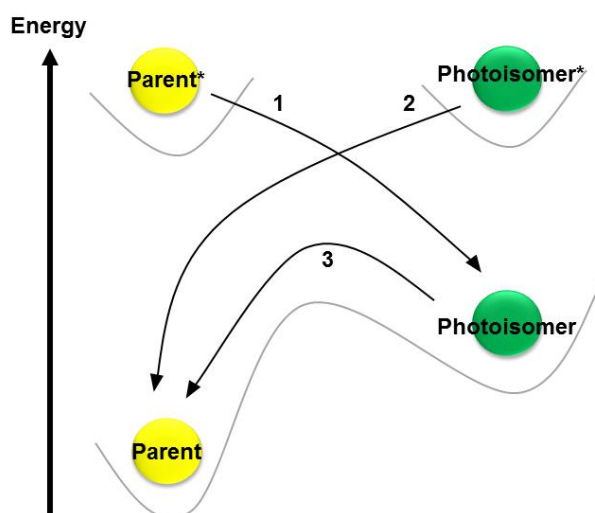 Energy
Parent*
Photoisomer*
1
2
3
Photoisomer
Parent